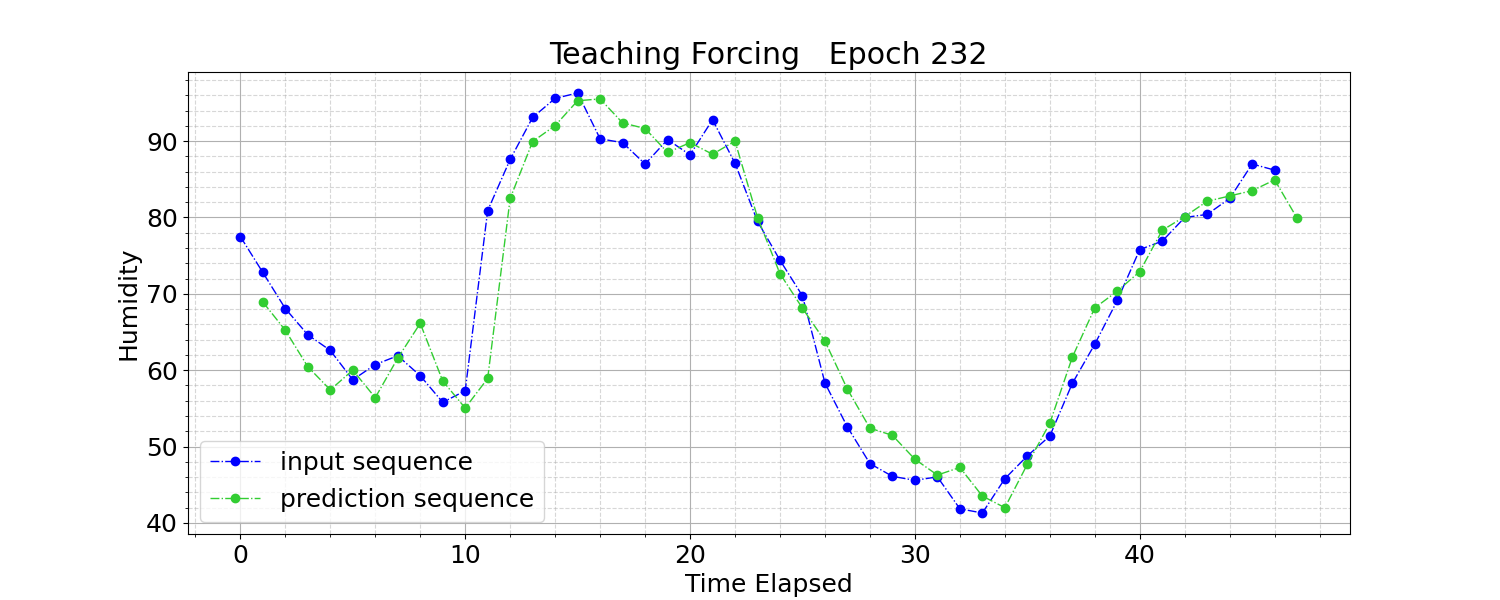 Teaching Forcing   Epoch 232
Humidity
90
80
70
60
50
40
input sequence
prediction sequence
0 10 20 30 40
Time Elapsed